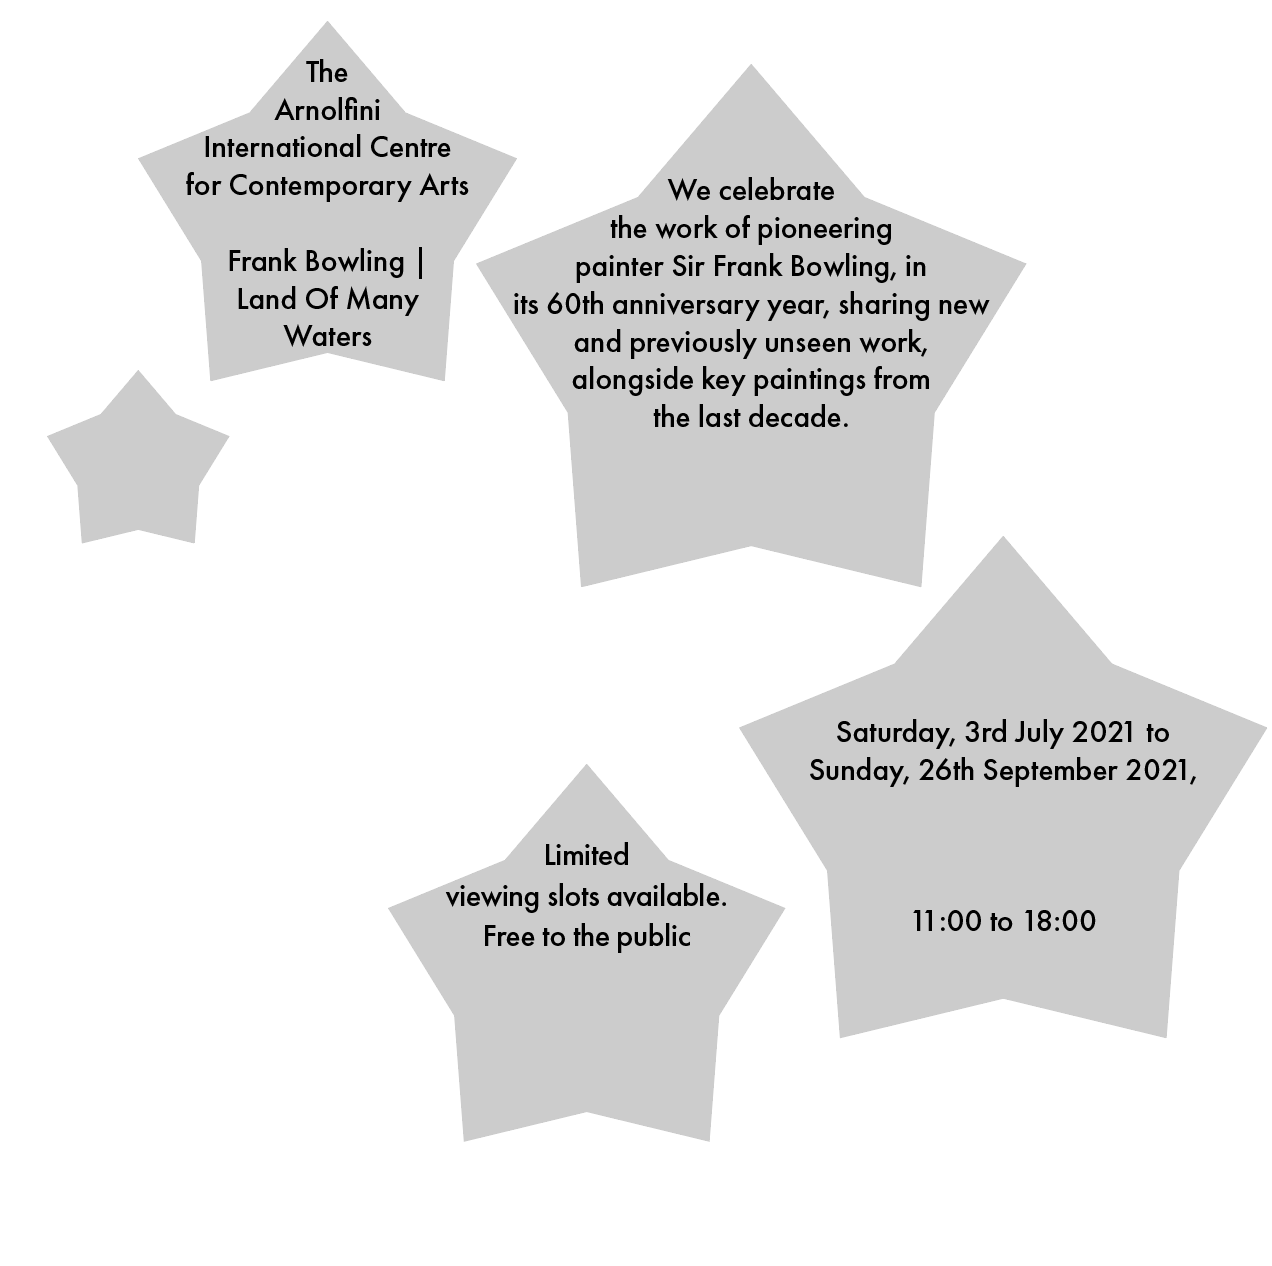 The
Arnolfini
International Centre
for Contemporary Arts
Frank Bowling |
Land Of Many
Waters
We celebrate
the work of pioneering
painter Sir Frank Bowling, in
its 60th anniversary year, sharing new
and previously unseen work,
alongside key paintings from
the last decade.
Saturday, 3rd July 2021 to
Sunday, 26th September 2021,
11:00 to 18:00
Limited
viewing slots available.
Free to the public